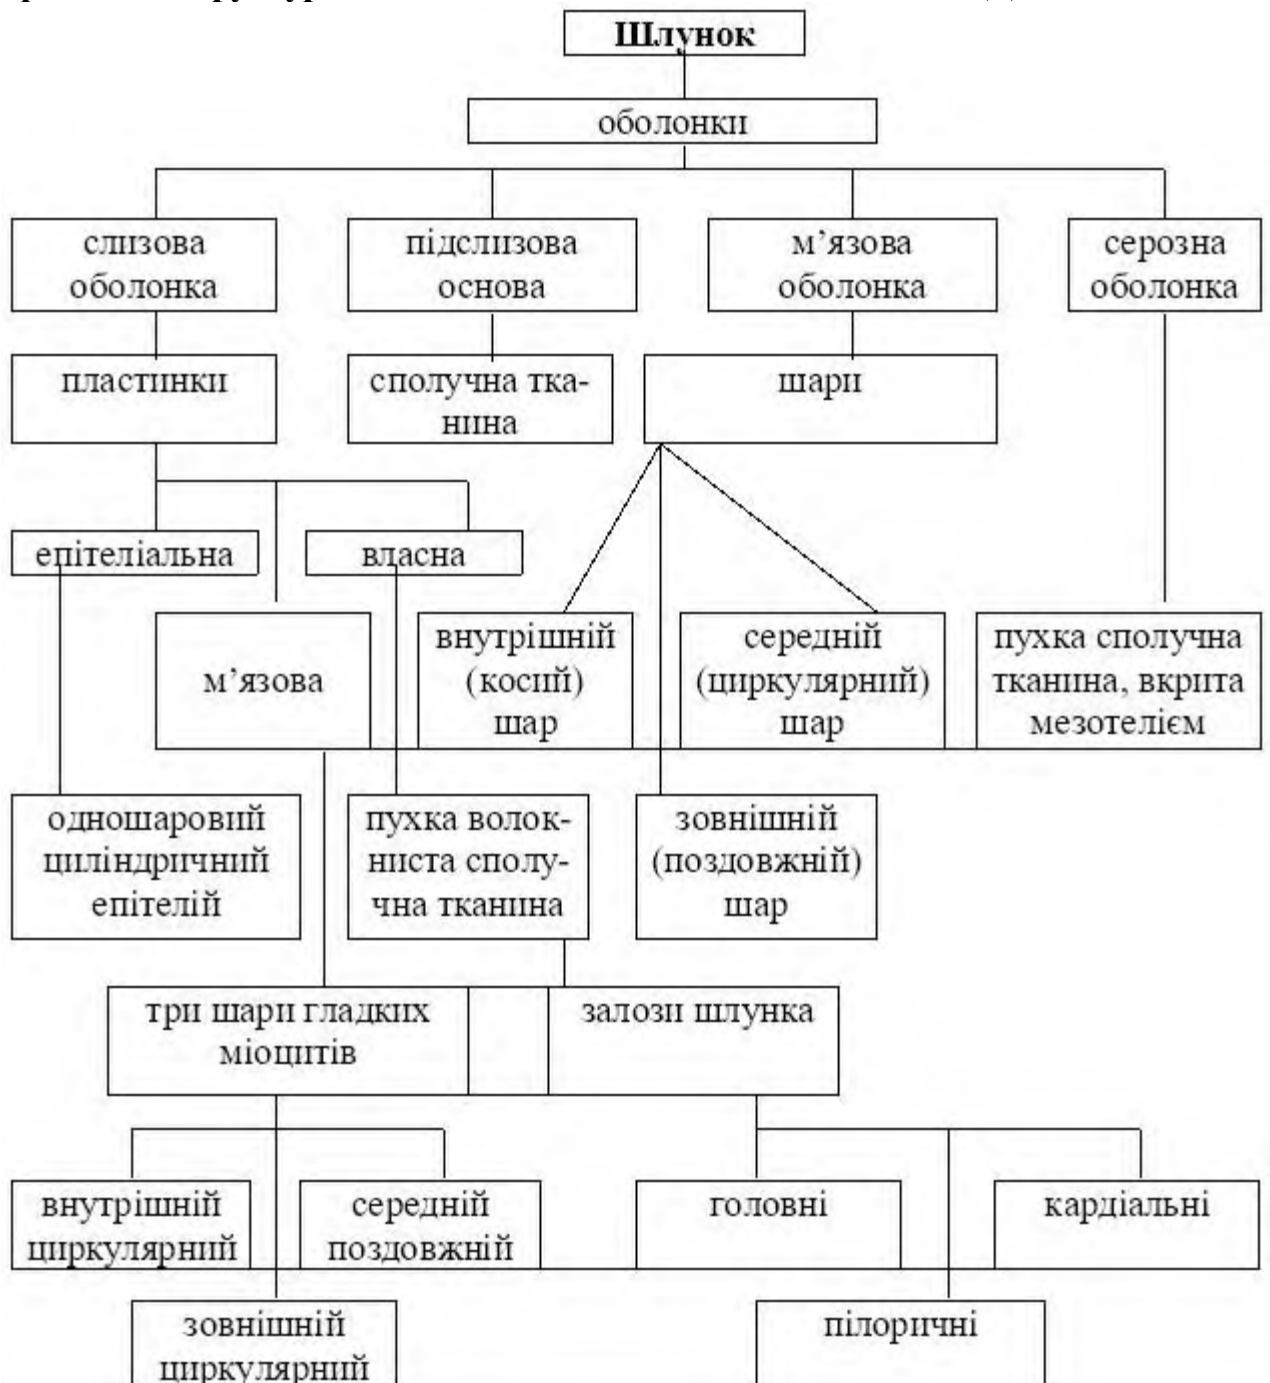 Шлунок
оболонки
слизова
оболонка
підслизова
основа
м’язова
оболонка
серозна
оболонка
пластинки
сполучна тка-
нина
шари
епітеліальна
власна
м’язова
внутрішній
(косий)
шар
середній
(циркулярний)
шар
пухка сполучна
тканина, вкрита
мезотелієм
одношаровий
циліндричний
епітелій
пухка волок-
ниста сполу-
чна тканина
зовнішній
(поздовжній)
шар
три шари гладких
міоцитів
залози шлунка
внутрішній
циркулярний
середній
поздовжній
головні
кардіальні
зовнішній
циркулярний
пілоричні